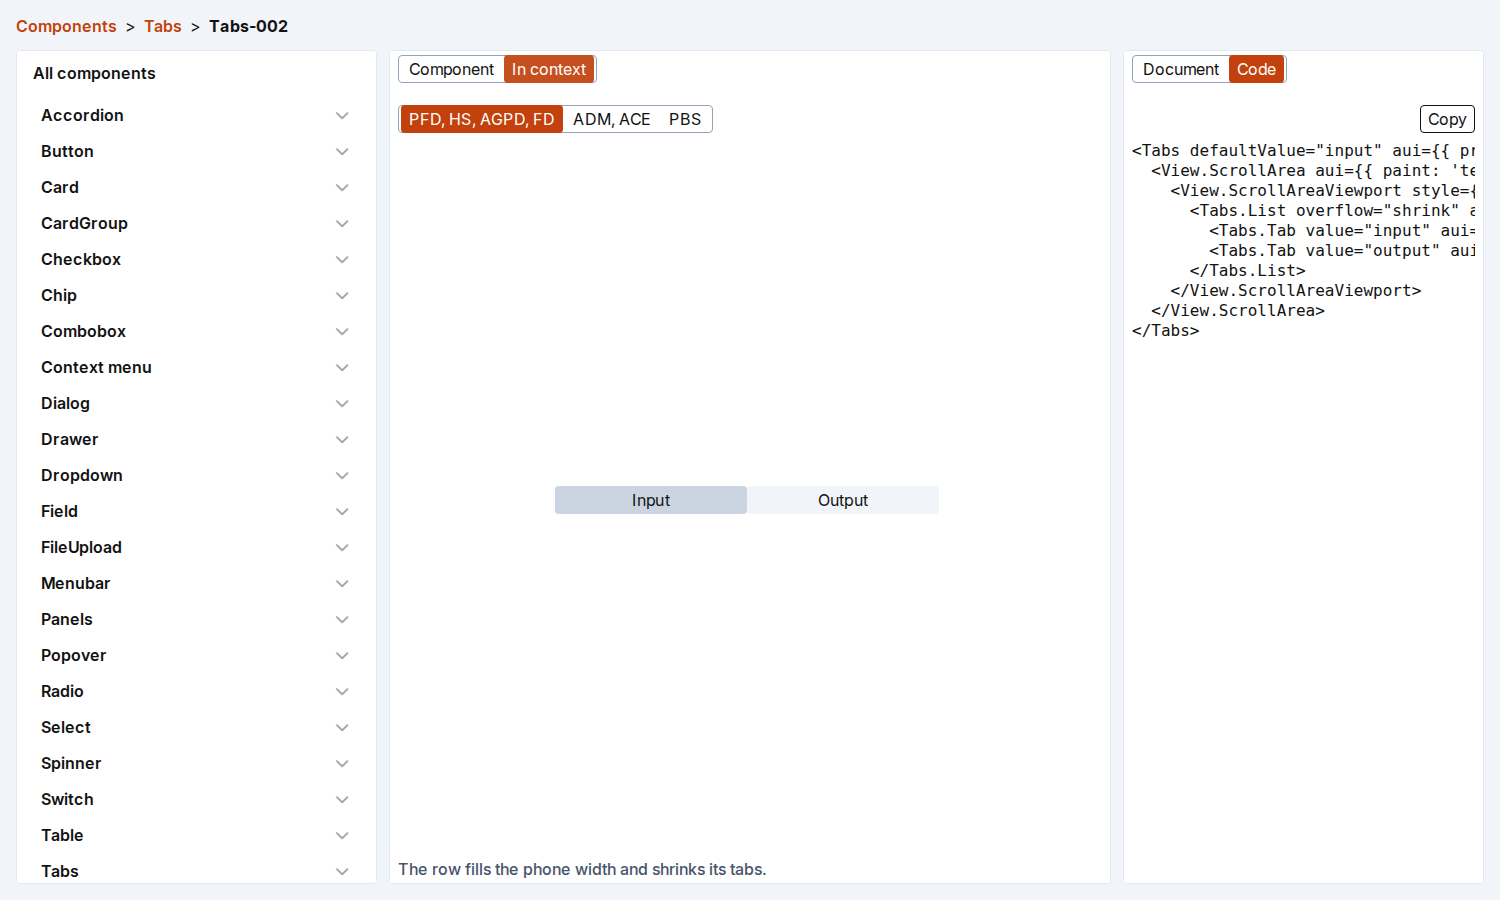 Components > Tabs > Tabs-002
All components
Accordion
Button
Card
CardGroup
Checkbox
Chip
Combobox
Context menu
Dialog
Drawer
Dropdown
Field
FileUpload
Menubar
Panels
Popover
Radio
Select
Spinner
Switch
Table
Tabs
Component In context
PFD, HS, AGPD, FD ADM, ACE PBS
Input Output
The row fills the phone width and shrinks its tabs.
Document Code
Copy
<Tabs defaultValue="input" aui={{ pr
<View.ScrollArea aui={{ paint: 'te
<View.ScrollAreaViewport style={
<Tabs.List overflow="shrink" a
<Tabs.Tab value="input" aui=
<Tabs.Tab value="output" aui
</Tabs.List>
</View.ScrollAreaViewport>
</View.ScrollArea>
</Tabs>